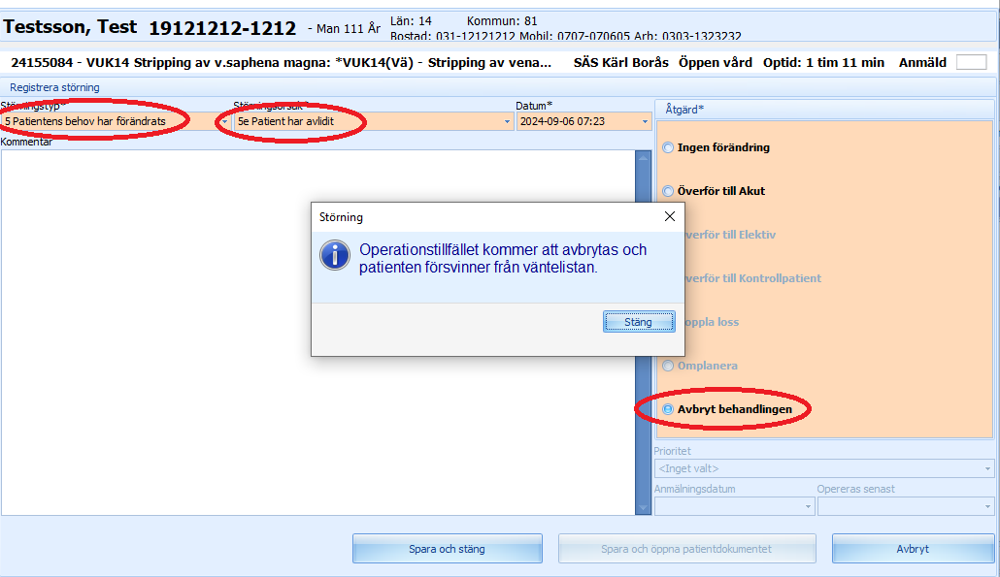 Testsson, Test 19121212-1212 - Man 111 År Län: 14 Kommun: 81
Bostad: 031-12121212 Mobil: 0707-070605 Arb: 0303-1323232
24155084 - VUK14 Stripping av v.saphena magna: *VUK14(Vä) - Stripping av vena... SÄS Kärl Borås Öppen vård Optid: 1 tim 11 min Anmäld
Registrera störning
Störningstyp* Störningsorsak* Datum* Åtgärd*
5 Patientens behov har förändrats 5e Patient har avlidit 2024-09-06 07:23
Kommentar
Ingen förändring
Överför till Akut
Störning
Operationstillfället kommer att avbrytas och
patienten försvinner från väntelistan.
Stäng
verför till Elektiv
verför till Kontrollpatient
oppla loss
Omplanera
Avbryt behandlingen
Prioritet
<Inget valt>
Anmälningsdatum Opereras senast
Spara och stäng Spara och öppna patientdokumentet Avbryt